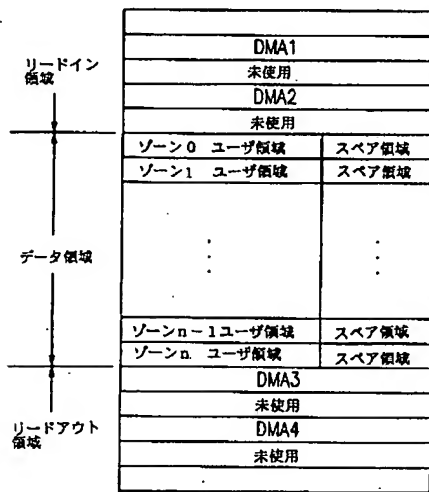 DMA1
リードイン
領域
未使用
DMA2
未使用
ゾーン0 ユーザ領域 スペア領域
ゾーン1 ユーザ領域 スペア領域
データ領域
ゾーンn-1ユーザ領域 スペア領域
ゾーンn. ユーザ領域 スペア領域
DMA3
未使用
リードアウト
領域
DMA4
未使用